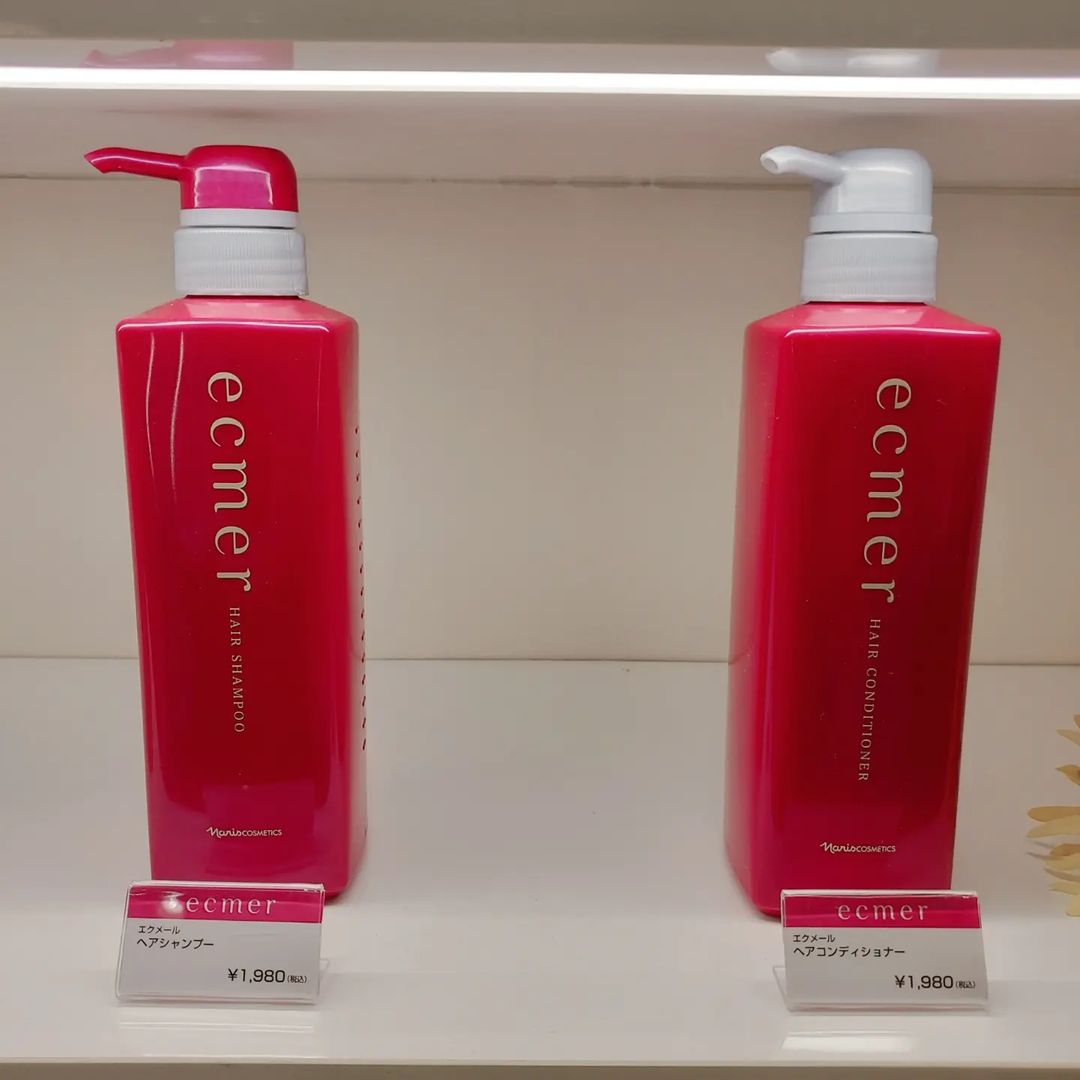 ecmer
HAIR SHAMPOO
NarisCOSMETICS
ecmer
エクメール
ヘアシャンプー
¥1,980(税込)
ecmer
HAIR CONDITIONER
NarisCOSMETICS
ecmer
エクメール
ヘアコンディショナー
¥1,980(税込)